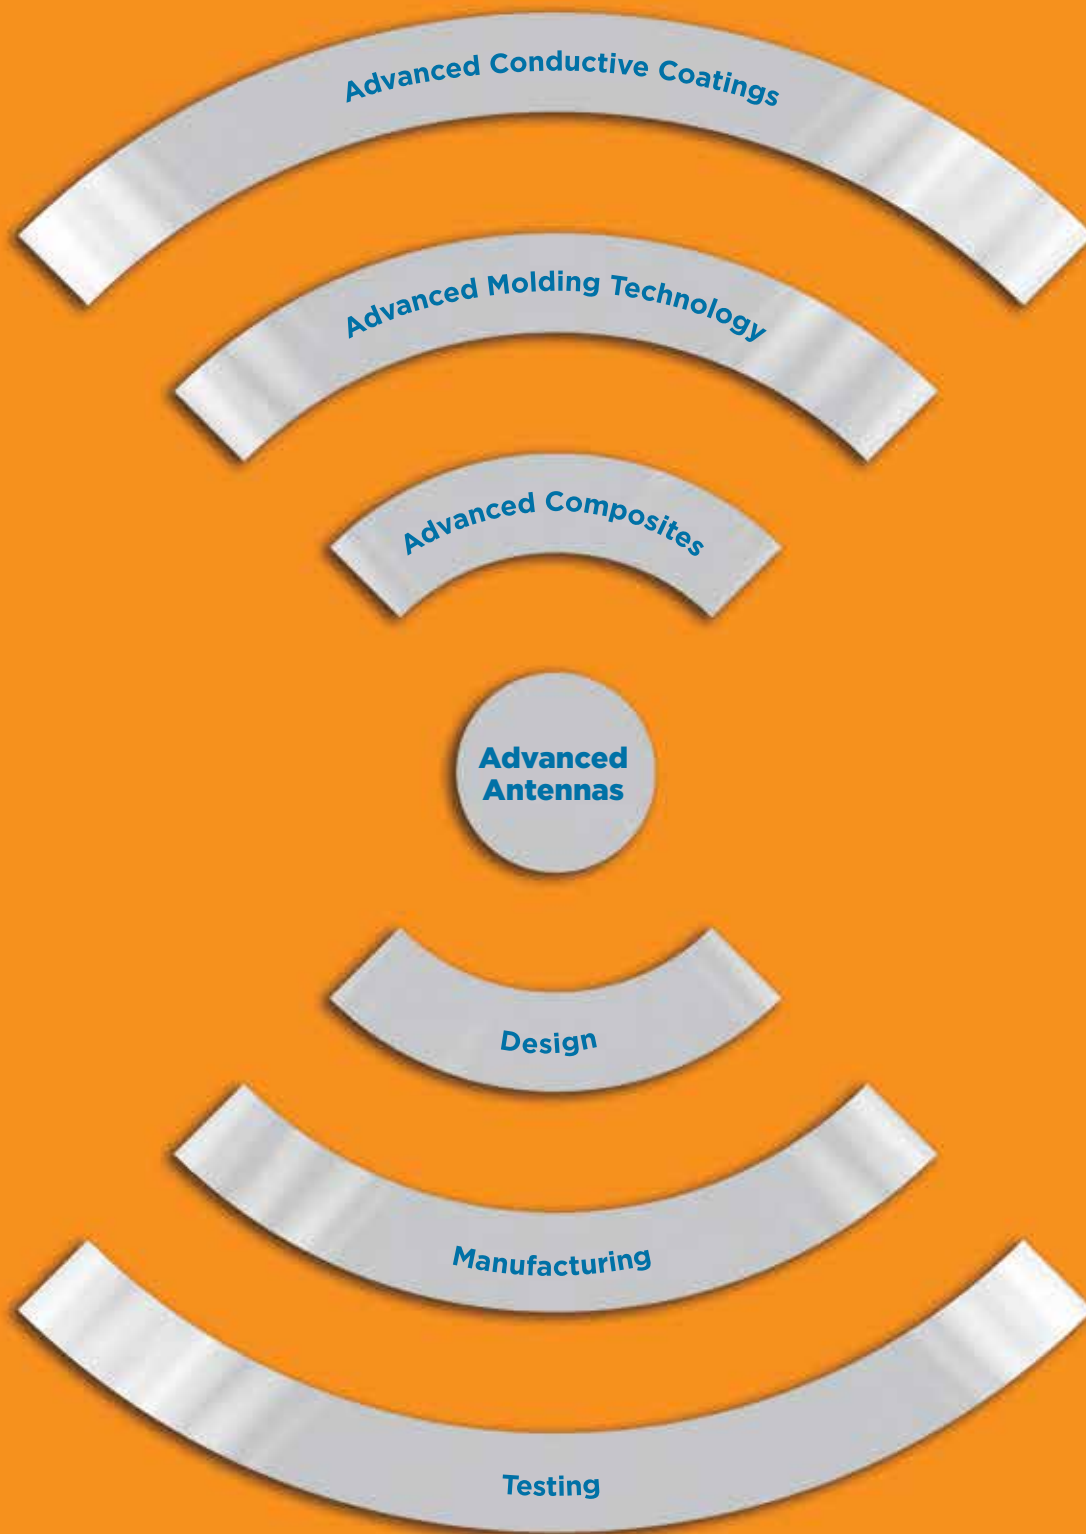 Advanced Conductive Coatings
Advanced Molding Technology
Advanced Composites
Advanced
Antennas
Design
Manufacturing
Testing